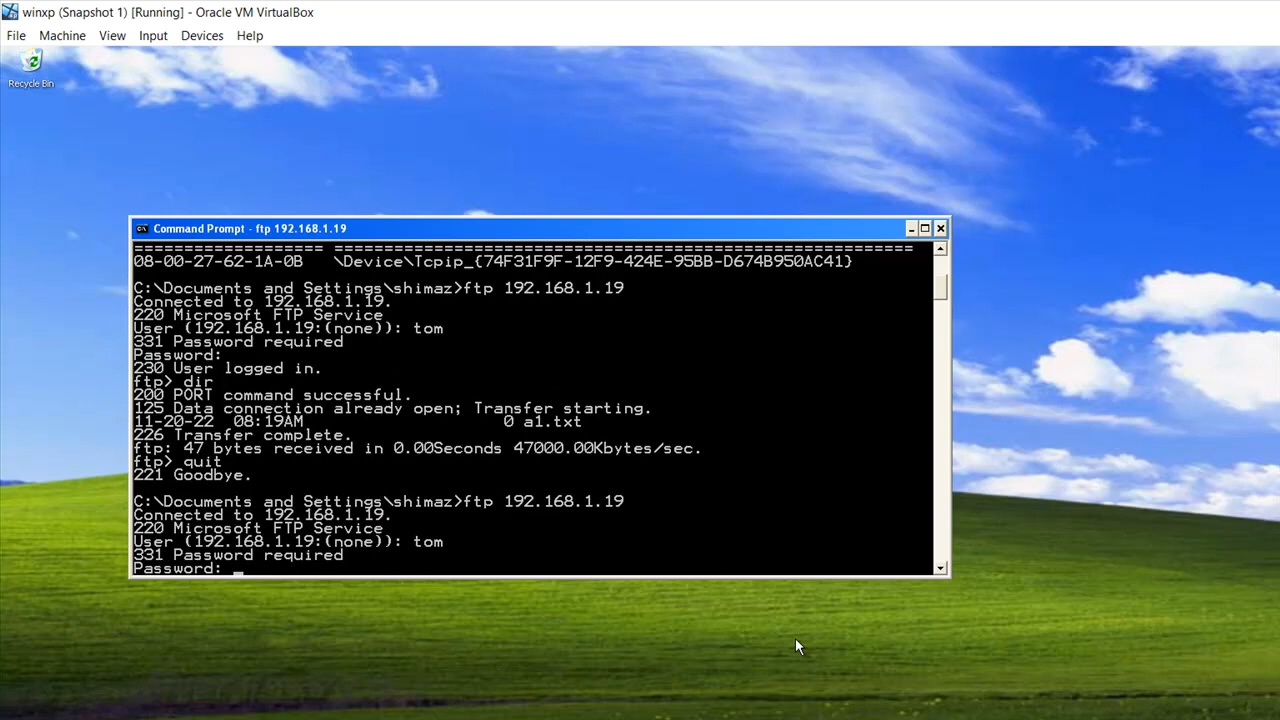 winxp (Snapshot 1) [Running] - Oracle VM VirtualBox
File Machine View Input Devices Help
Recycle Bin
Command Prompt - ftp 192.168.1.19
=================== ==========================================================
08-00-27-62-1A-0B \Device\Tcpip_{74F31F9F-12F9-424E-95BB-D674B950AC41}
C:\Documents and Settings\shimaz>ftp 192.168.1.19
Connected to 192.168.1.19.
220 Microsoft FTP Service
User (192.168.1.19:(none)): tom
331 Password required
Password:
230 User logged in.
ftp> dir
200 PORT command successful.
125 Data connection already open; Transfer starting.
11-20-22 08:19AM 0 a1.txt
226 Transfer complete.
ftp: 47 bytes received in 0.00Seconds 47000.00Kbytes/sec.
ftp> quit
221 Goodbye.
C:\Documents and Settings\shimaz>ftp 192.168.1.19
Connected to 192.168.1.19.
220 Microsoft FTP Service
User (192.168.1.19:(none)): tom
331 Password required
Password: _